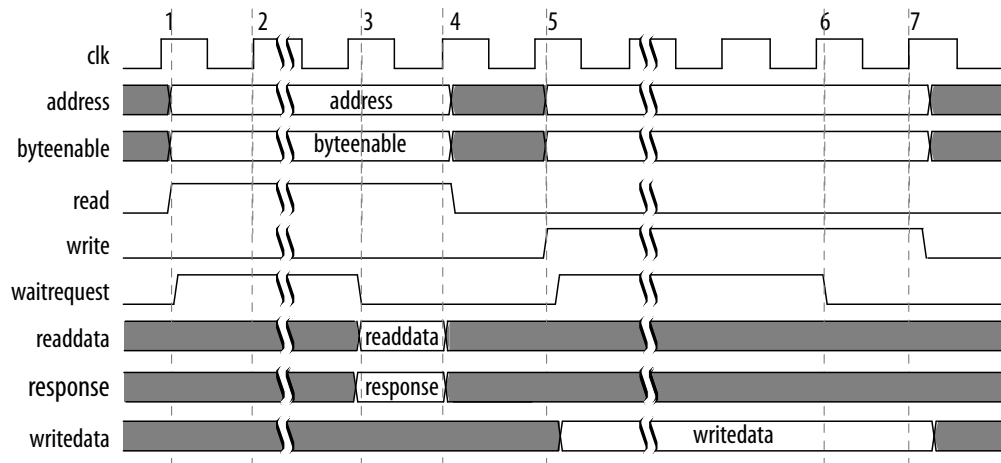 1 2 3 4 5 6 7
clk
address address
byteenable byteenable
read
write
waitrequest
readdata readdata
response response
writedata writedata